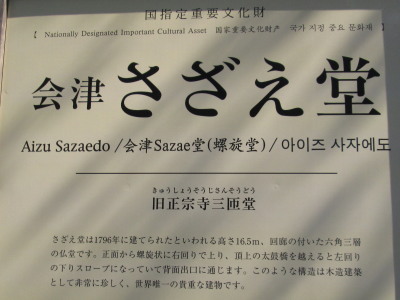 国指定重要文化財
【 Nationally Designated Important Cultural Asset 国家重要文化財产 국가 지정 중요 문화재 】
会津さざえ堂
Aizu Sazaedo /会津Sazae堂(螺旋堂) / 아이즈 사자에도
きゅうしょうそうじさんそうどう
旧正宗寺三匝堂
さざえ堂は1796年に建てられたといわれる高さ16.5m、回廊の付いた六角三層
の仏堂です。正面から螺旋状に右回りで上り、頂上の太鼓橋を越えると左回り
の下りスロープになっていて背面出口に通じます。このような構造は木造建築
として非常に珍しく、世界唯一の貴重な建物です。